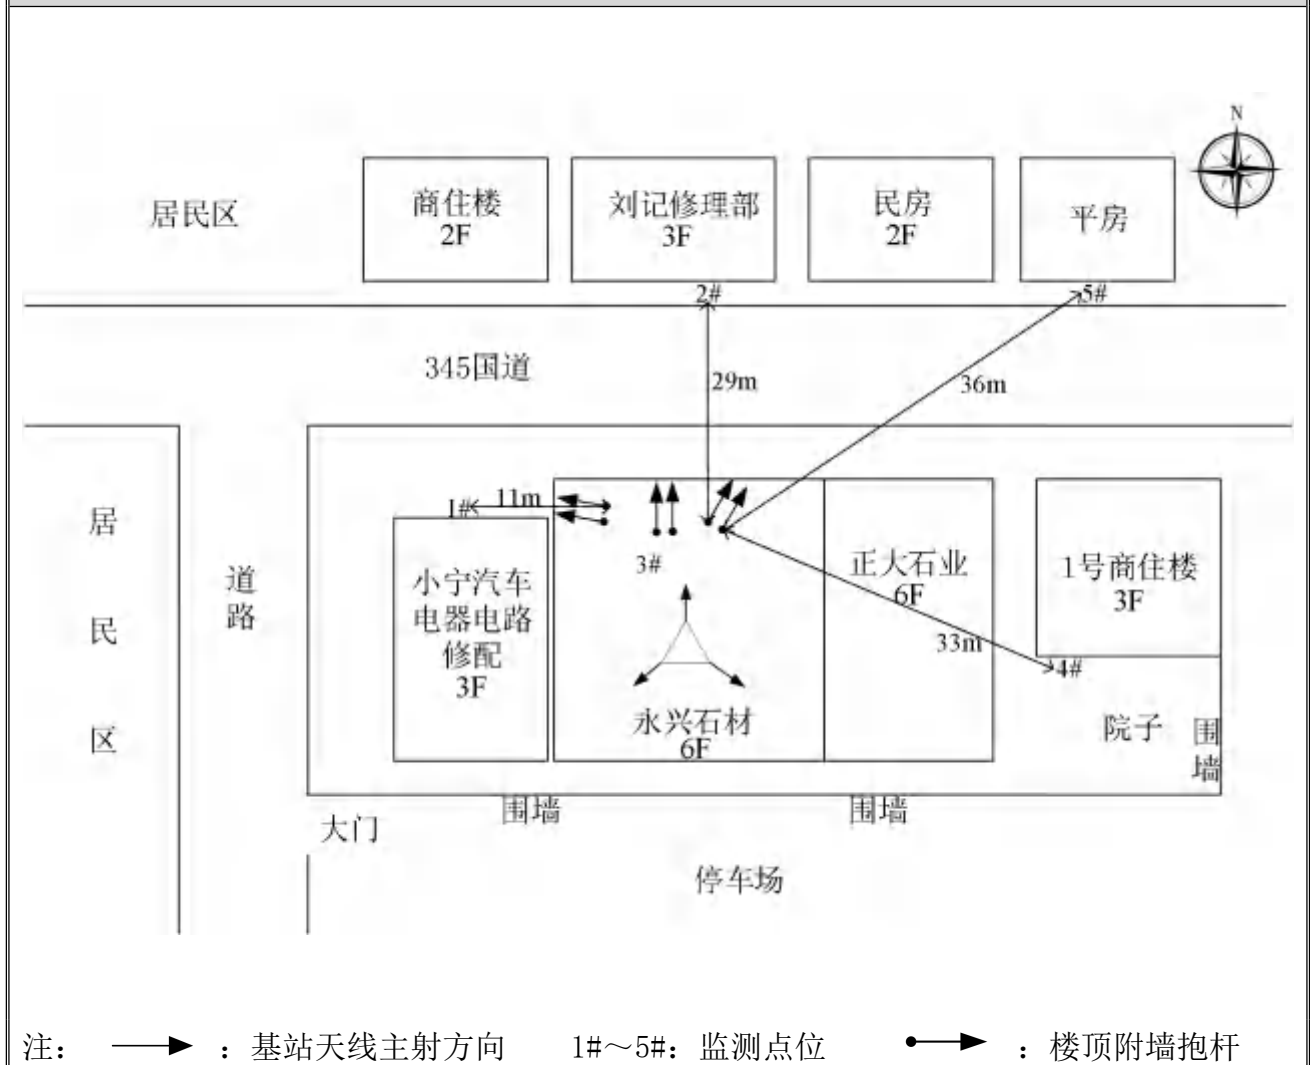 N
居民区
商住楼
2F
刘记修理部
3F
民房
2F
平房
2#
5#
345国道
29m
36m
1#
11m
3#
居
民
区
道
路
小宁汽车
电器电路
修配
3F
永兴石材
6F
正大石业
6F
33m
1号商住楼
3F
4#
院子
围
墙
围墙
围墙
大门
停车场
注： ：基站天线主射方向 1#～5#：监测点位 ：楼顶附墙抱杆